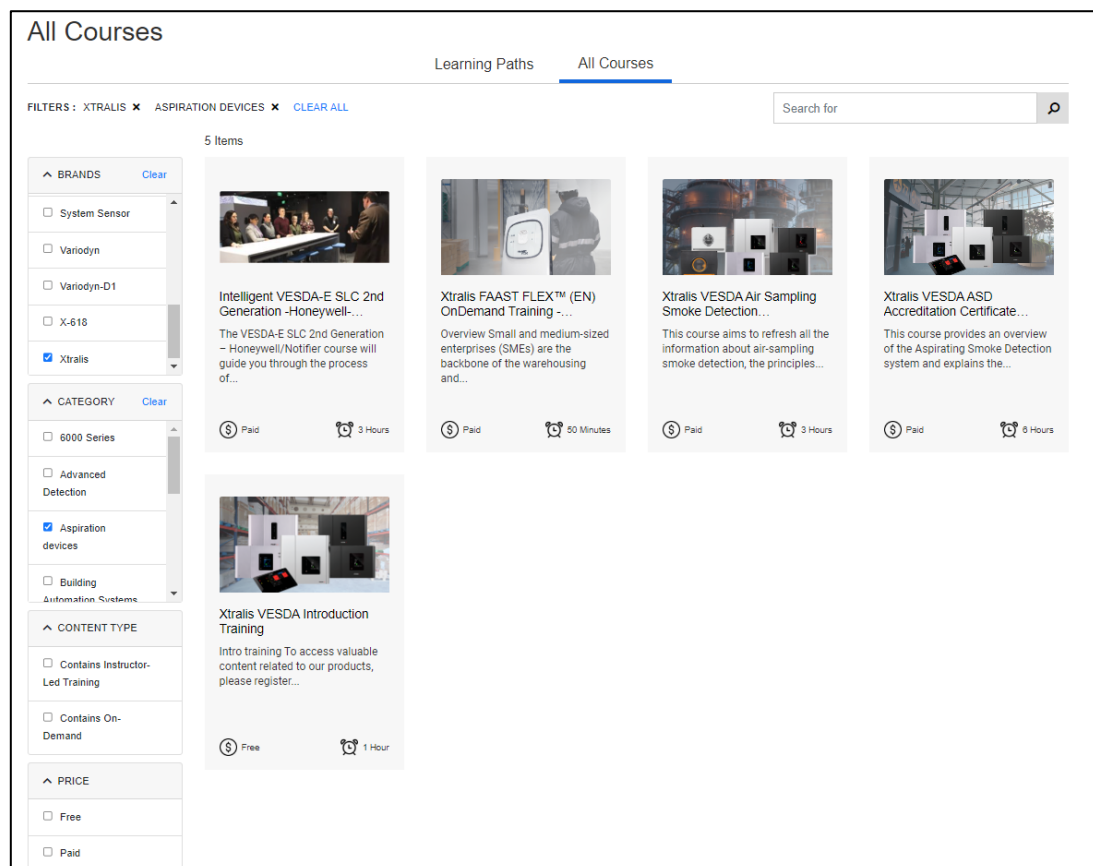 All Courses
Learning Paths
All Courses
FILTERS : XTRALIS ✖ ASPIRATION DEVICES ✖ CLEAR ALL
Search for
5 Items
BRANDS Clear
System Sensor
Variodyn
Variodyn-D1
X-618
Xtralis
CATEGORY Clear
6000 Series
Advanced
Detection
Aspiration
devices
Building
Automation Systems
CONTENT TYPE
Contains Instructor-
Led Training
Contains On-
Demand
PRICE
Free
Paid
Intelligent VESDA-E SLC 2nd
Generation -Honeywell-...
The VESDA-E SLC 2nd Generation
– Honeywell/Notifier course will
guide you through the process
of...
Paid 3 Hours
Xtralis FAAST FLEX™ (EN)
OnDemand Training -...
Overview Small and medium-sized
enterprises (SMEs) are the
backbone of the warehousing
and...
Paid 50 Minutes
Xtralis VESDA Air Sampling
Smoke Detection...
This course aims to refresh all the
information about air-sampling
smoke detection, the principles...
Paid 3 Hours
Xtralis VESDA ASD
Accreditation Certificate...
This course provides an overview
of the Aspirating Smoke Detection
system and explains the...
Paid 6 Hours
Xtralis VESDA Introduction
Training
Intro training To access valuable
content related to our products,
please register...
Free 1 Hour